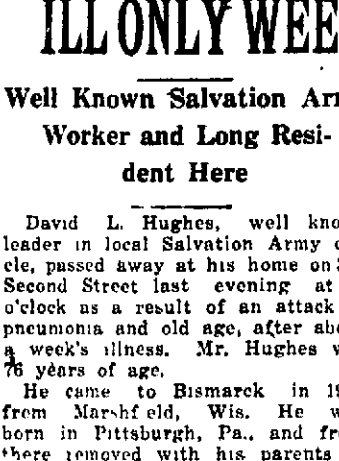 ILL ONLY WEE
Well Known Salvation Ar
Worker and Long Resi-
dent Here
David L. Hughes, well kno
leader in local Salvation Army c
cle, passed away at his home on
Second Street last evening at
o'clock as a result of an attack
pneumonia and old age, after abo
a week's illness. Mr. Hughes w
76 years of age.
He came to Bismarck in 19
from Marshfield, Wis. He w
born in Pittsburgh, Pa., and fr
there removed with his parents